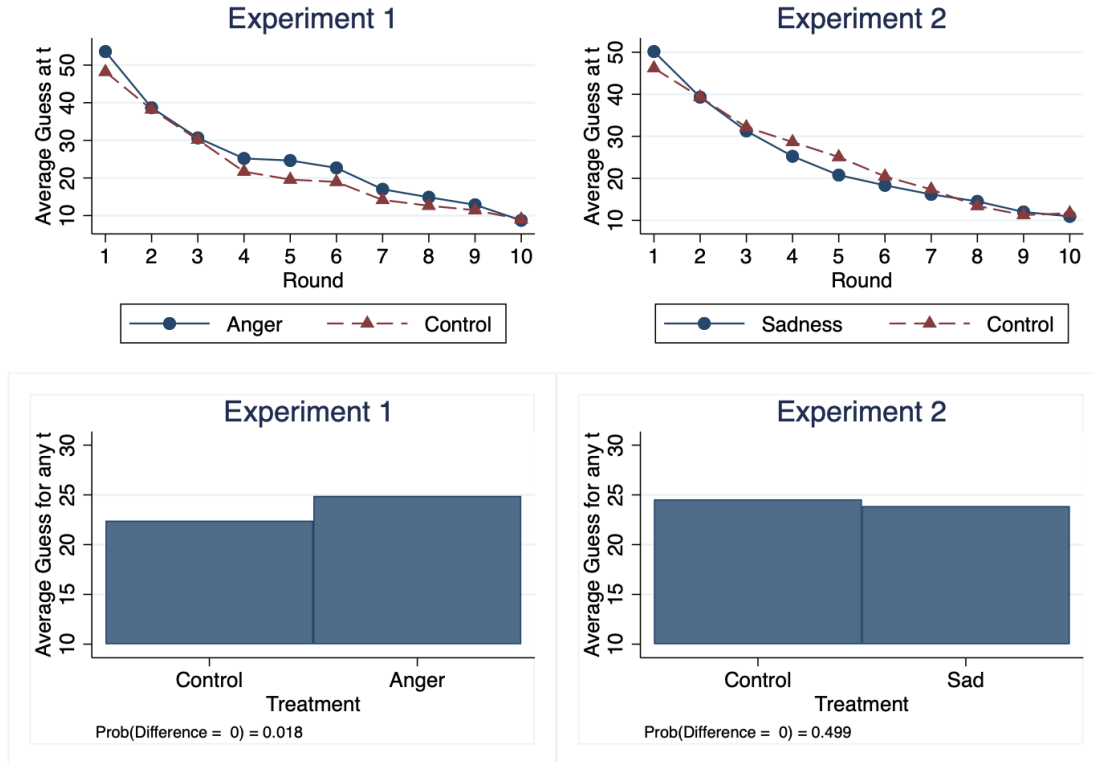 Experiment 1
Average Guess at t
50
40
30
20
10
1 2 3 4 5 6 7 8 9 10
Round
Anger Control
Experiment 2
Average Guess at t
50
40
30
20
10
1 2 3 4 5 6 7 8 9 10
Round
Sadness Control
Experiment 1
Average Guess for any t
30
25
20
15
10
Control Anger
Treatment
Prob(Difference = 0) = 0.018
Experiment 2
Average Guess for any t
30
25
20
15
10
Control Sad
Treatment
Prob(Difference = 0) = 0.499